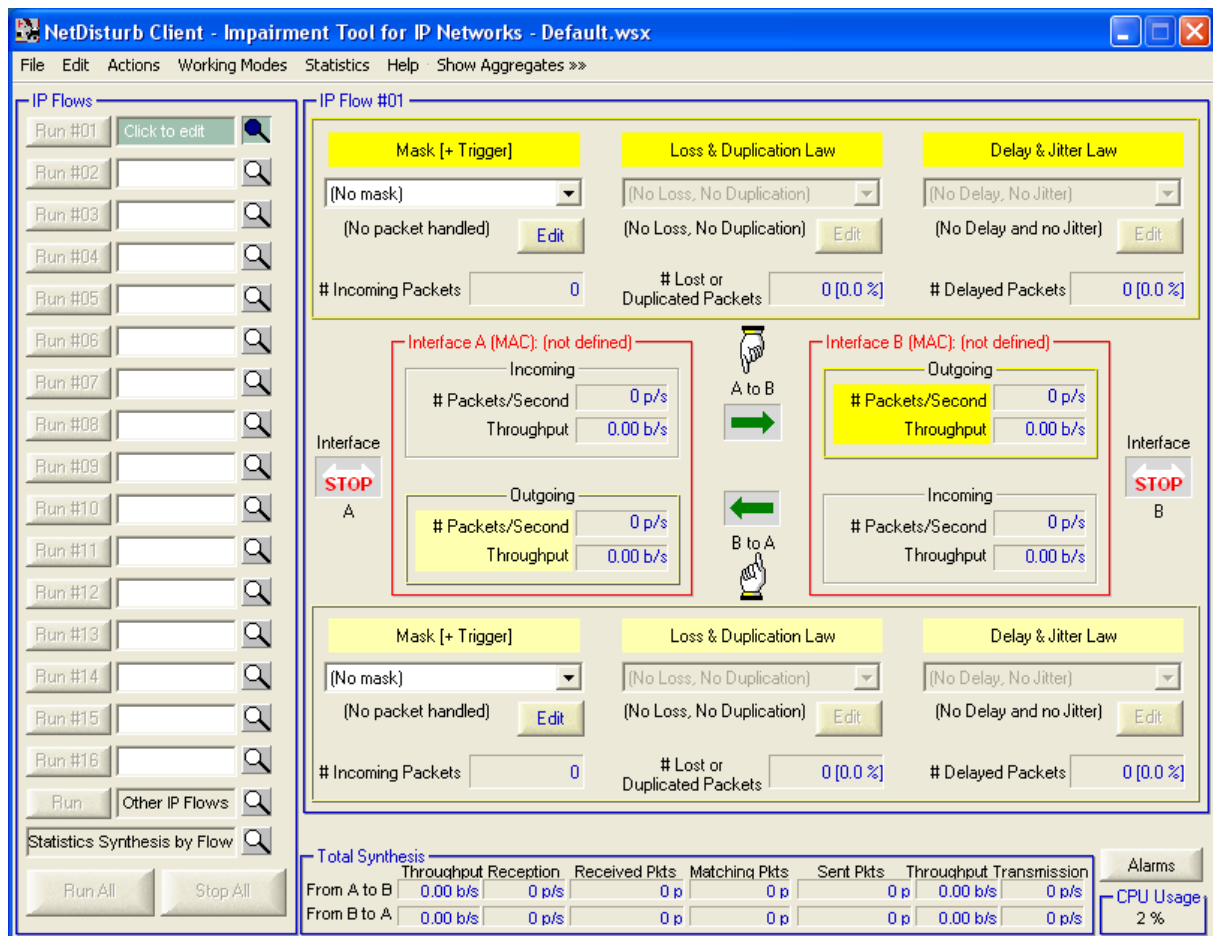 NetDisturb Client - Impairment Tool for IP Networks - Default.wsx
File Edit Actions Working Modes Statistics Help Show Aggregates »»
IP Flows
Run #01 Click to edit
Run #02
Run #03
Run #04
Run #05
Run #06
Run #07
Run #08
Run #09
Run #10
Run #11
Run #12
Run #13
Run #14
Run #15
Run #16
Run Other IP Flows
Statistics Synthesis by Flow
Run All Stop All
IP Flow #01
Mask [+ Trigger] Loss & Duplication Law Delay & Jitter Law
(No mask) (No Loss, No Duplication) (No Delay, No Jitter)
(No packet handled) Edit (No Loss, No Duplication) Edit (No Delay and no Jitter) Edit
# Incoming Packets 0 # Lost or Duplicated Packets 0 [0.0 %] # Delayed Packets 0 [0.0 %]
Interface A (MAC): (not defined)
Incoming
# Packets/Second 0 p/s
Throughput 0.00 b/s
Outgoing
# Packets/Second 0 p/s
Throughput 0.00 b/s
Interface
STOP
A
A to B
B to A
Interface B (MAC): (not defined)
Outgoing
# Packets/Second 0 p/s
Throughput 0.00 b/s
Incoming
# Packets/Second 0 p/s
Throughput 0.00 b/s
Interface
STOP
B
Mask [+ Trigger] Loss & Duplication Law Delay & Jitter Law
(No mask) (No Loss, No Duplication) (No Delay, No Jitter)
(No packet handled) Edit (No Loss, No Duplication) Edit (No Delay and no Jitter) Edit
# Incoming Packets 0 # Lost or Duplicated Packets 0 [0.0 %] # Delayed Packets 0 [0.0 %]
Total Synthesis
Throughput Reception Received Pkts Matching Pkts Sent Pkts Throughput Transmission
From A to B 0.00 b/s 0 p/s 0 p 0 p 0 p 0.00 b/s 0 p/s
From B to A 0.00 b/s 0 p/s 0 p 0 p 0 p 0.00 b/s 0 p/s
Alarms
CPU Usage
2 %